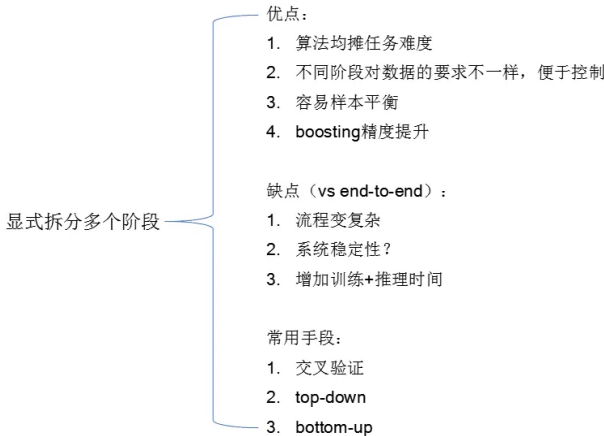 优点：
1. 算法均摊任务难度
2. 不同阶段对数据的要求不一样，便于控制
3. 容易样本平衡
4. boosting精度提升
缺点（vs end-to-end）：
1. 流程变复杂
2. 系统稳定性？
3. 增加训练+推理时间
显式拆分多个阶段
常用手段：
1. 交叉验证
2. top-down
3. bottom-up